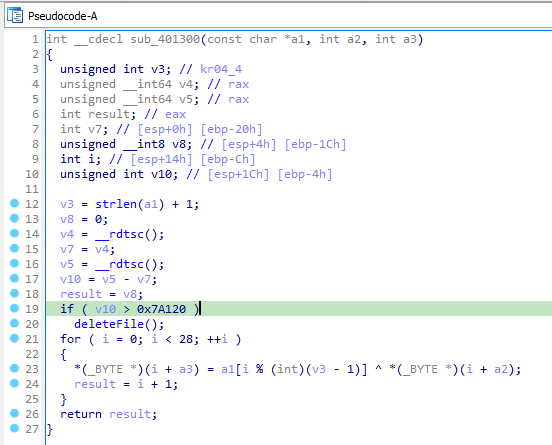 Pseudocode-A
1 int __cdecl sub_401300(const char *a1, int a2, int a3)
2 {
3 unsigned int v3; // kr04_4
4 unsigned __int64 v4; // rax
5 unsigned __int64 v5; // rax
6 int result; // eax
7 int v7; // [esp+0h] [ebp-20h]
8 unsigned __int8 v8; // [esp+4h] [ebp-1Ch]
9 int i; // [esp+14h] [ebp-Ch]
10 unsigned int v10; // [esp+1Ch] [ebp-4h]
11
12 v3 = strlen(a1) + 1;
13 v8 = 0;
14 v4 = __rdtsc();
15 v7 = v4;
16 v5 = __rdtsc();
17 v10 = v5 - v7;
18 result = v8;
19 if ( v10 > 0x7A120 )
20 deleteFile();
21 for ( i = 0; i < 28; ++i )
22 {
23 *(_BYTE *)(i + a3) = a1[i % (int)(v3 - 1)] ^ *(_BYTE *)(i + a2);
24 result = i + 1;
25 }
26 return result;
27 }